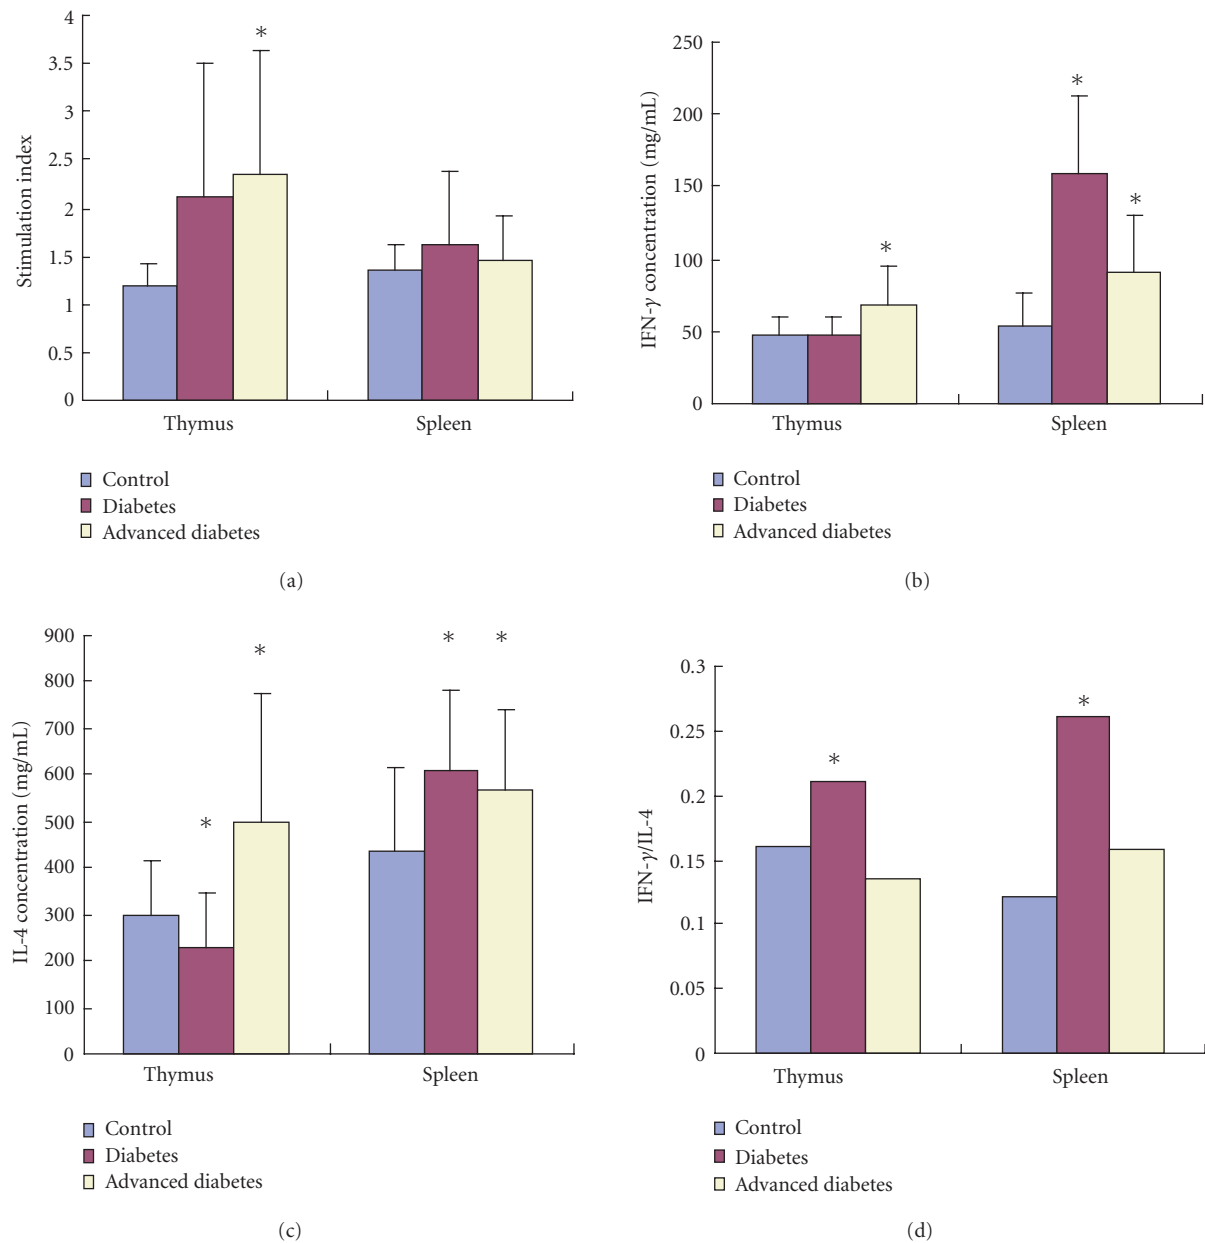 4
3.5
3
2.5
2
1.5
1
0.5
0
Stimulation index
*
Thymus
Spleen
Control
Diabetes
Advanced diabetes
(a)
250
200
150
100
50
0
IFN-γ concentration (mg/mL)
*
*
*
Thymus
Spleen
Control
Diabetes
Advanced diabetes
(b)
900
800
700
600
500
400
300
200
100
0
IL-4 concentration (mg/mL)
*
*
*
*
Thymus
Spleen
Control
Diabetes
Advanced diabetes
(c)
0.3
0.25
0.2
0.15
0.1
0.05
0
IFN-γ/IL-4
*
*
Thymus
Spleen
Control
Diabetes
Advanced diabetes
(d)